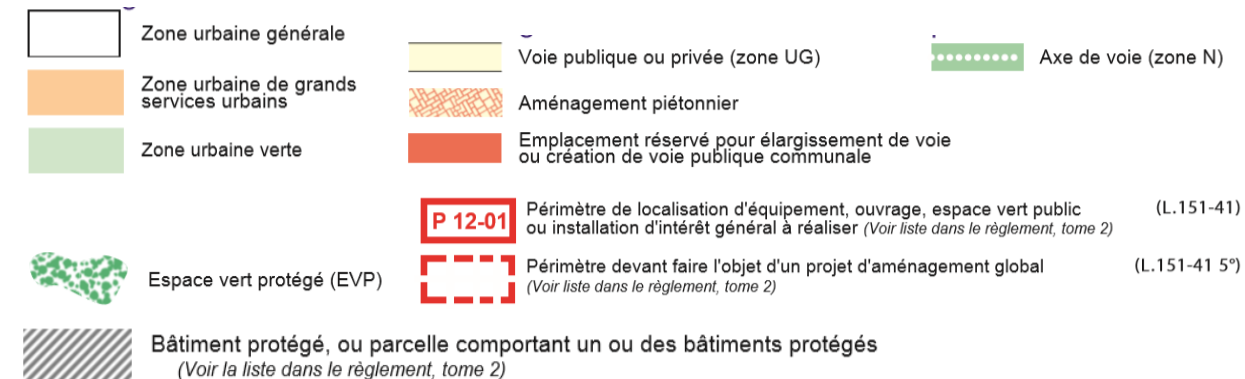 Zone urbaine générale
Zone urbaine de grands
services urbains
Zone urbaine verte
Espace vert protégé (EVP)
Voie publique ou privée (zone UG)
Aménagement piétonnier
Emplacement réservé pour élargissement de voie
ou création de voie publique communale
Axe de voie (zone N)
P 12-01
Périmètre de localisation d'équipement, ouvrage, espace vert public (L.151-41)
ou installation d'intérêt général à réaliser (Voir liste dans le règlement, tome 2)
Périmètre devant faire l'objet d'un projet d'aménagement global (L.151-41 5°)
(Voir liste dans le règlement, tome 2)
Bâtiment protégé, ou parcelle comportant un ou des bâtiments protégés
(Voir la liste dans le règlement, tome 2)